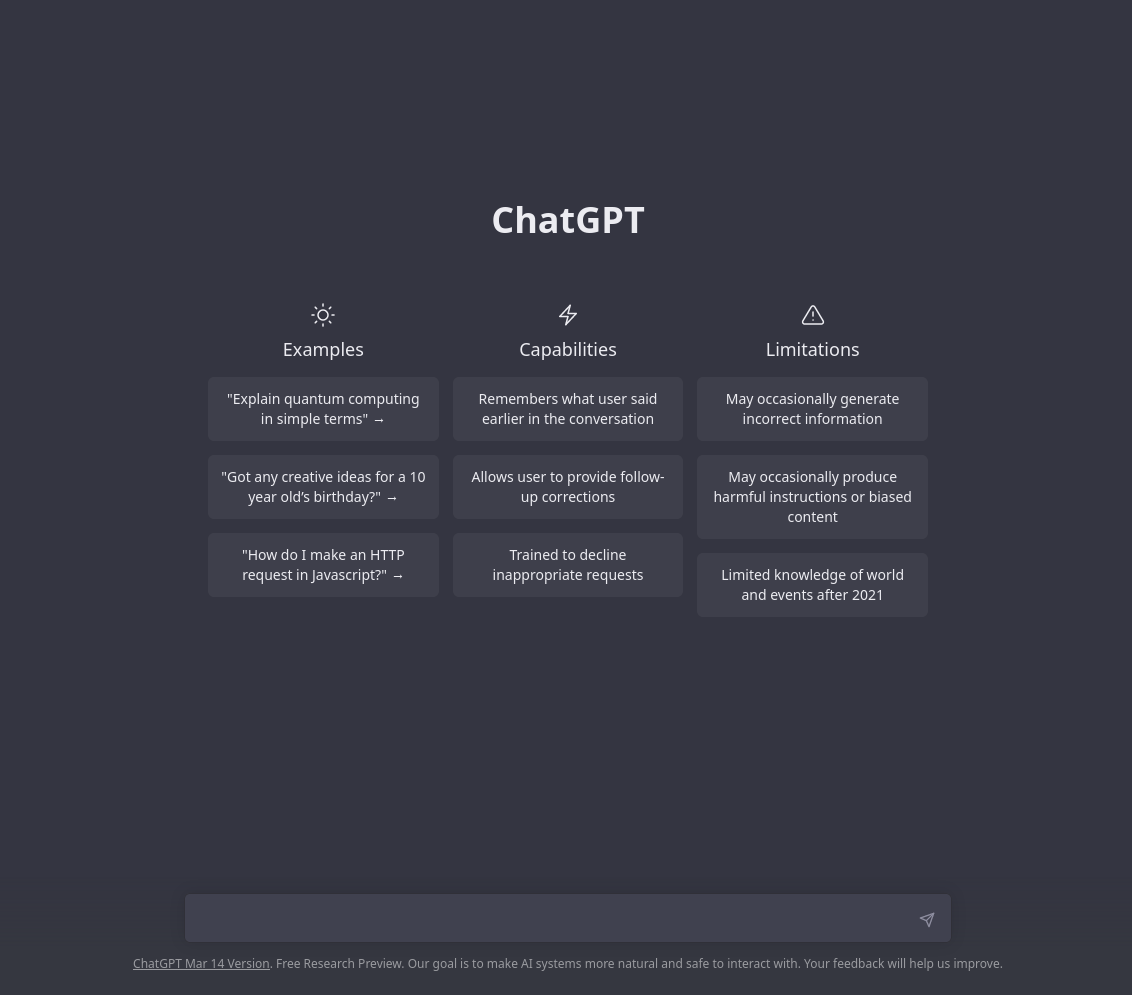 ChatGPT
Examples
"Explain quantum computing
in simple terms" →
"Got any creative ideas for a 10
year old’s birthday?" →
"How do I make an HTTP
request in Javascript?" →
Capabilities
Remembers what user said
earlier in the conversation
Allows user to provide follow-
up corrections
Trained to decline
inappropriate requests
Limitations
May occasionally generate
incorrect information
May occasionally produce
harmful instructions or biased
content
Limited knowledge of world
and events after 2021
ChatGPT Mar 14 Version. Free Research Preview. Our goal is to make AI systems more natural and safe to interact with. Your feedback will help us improve.